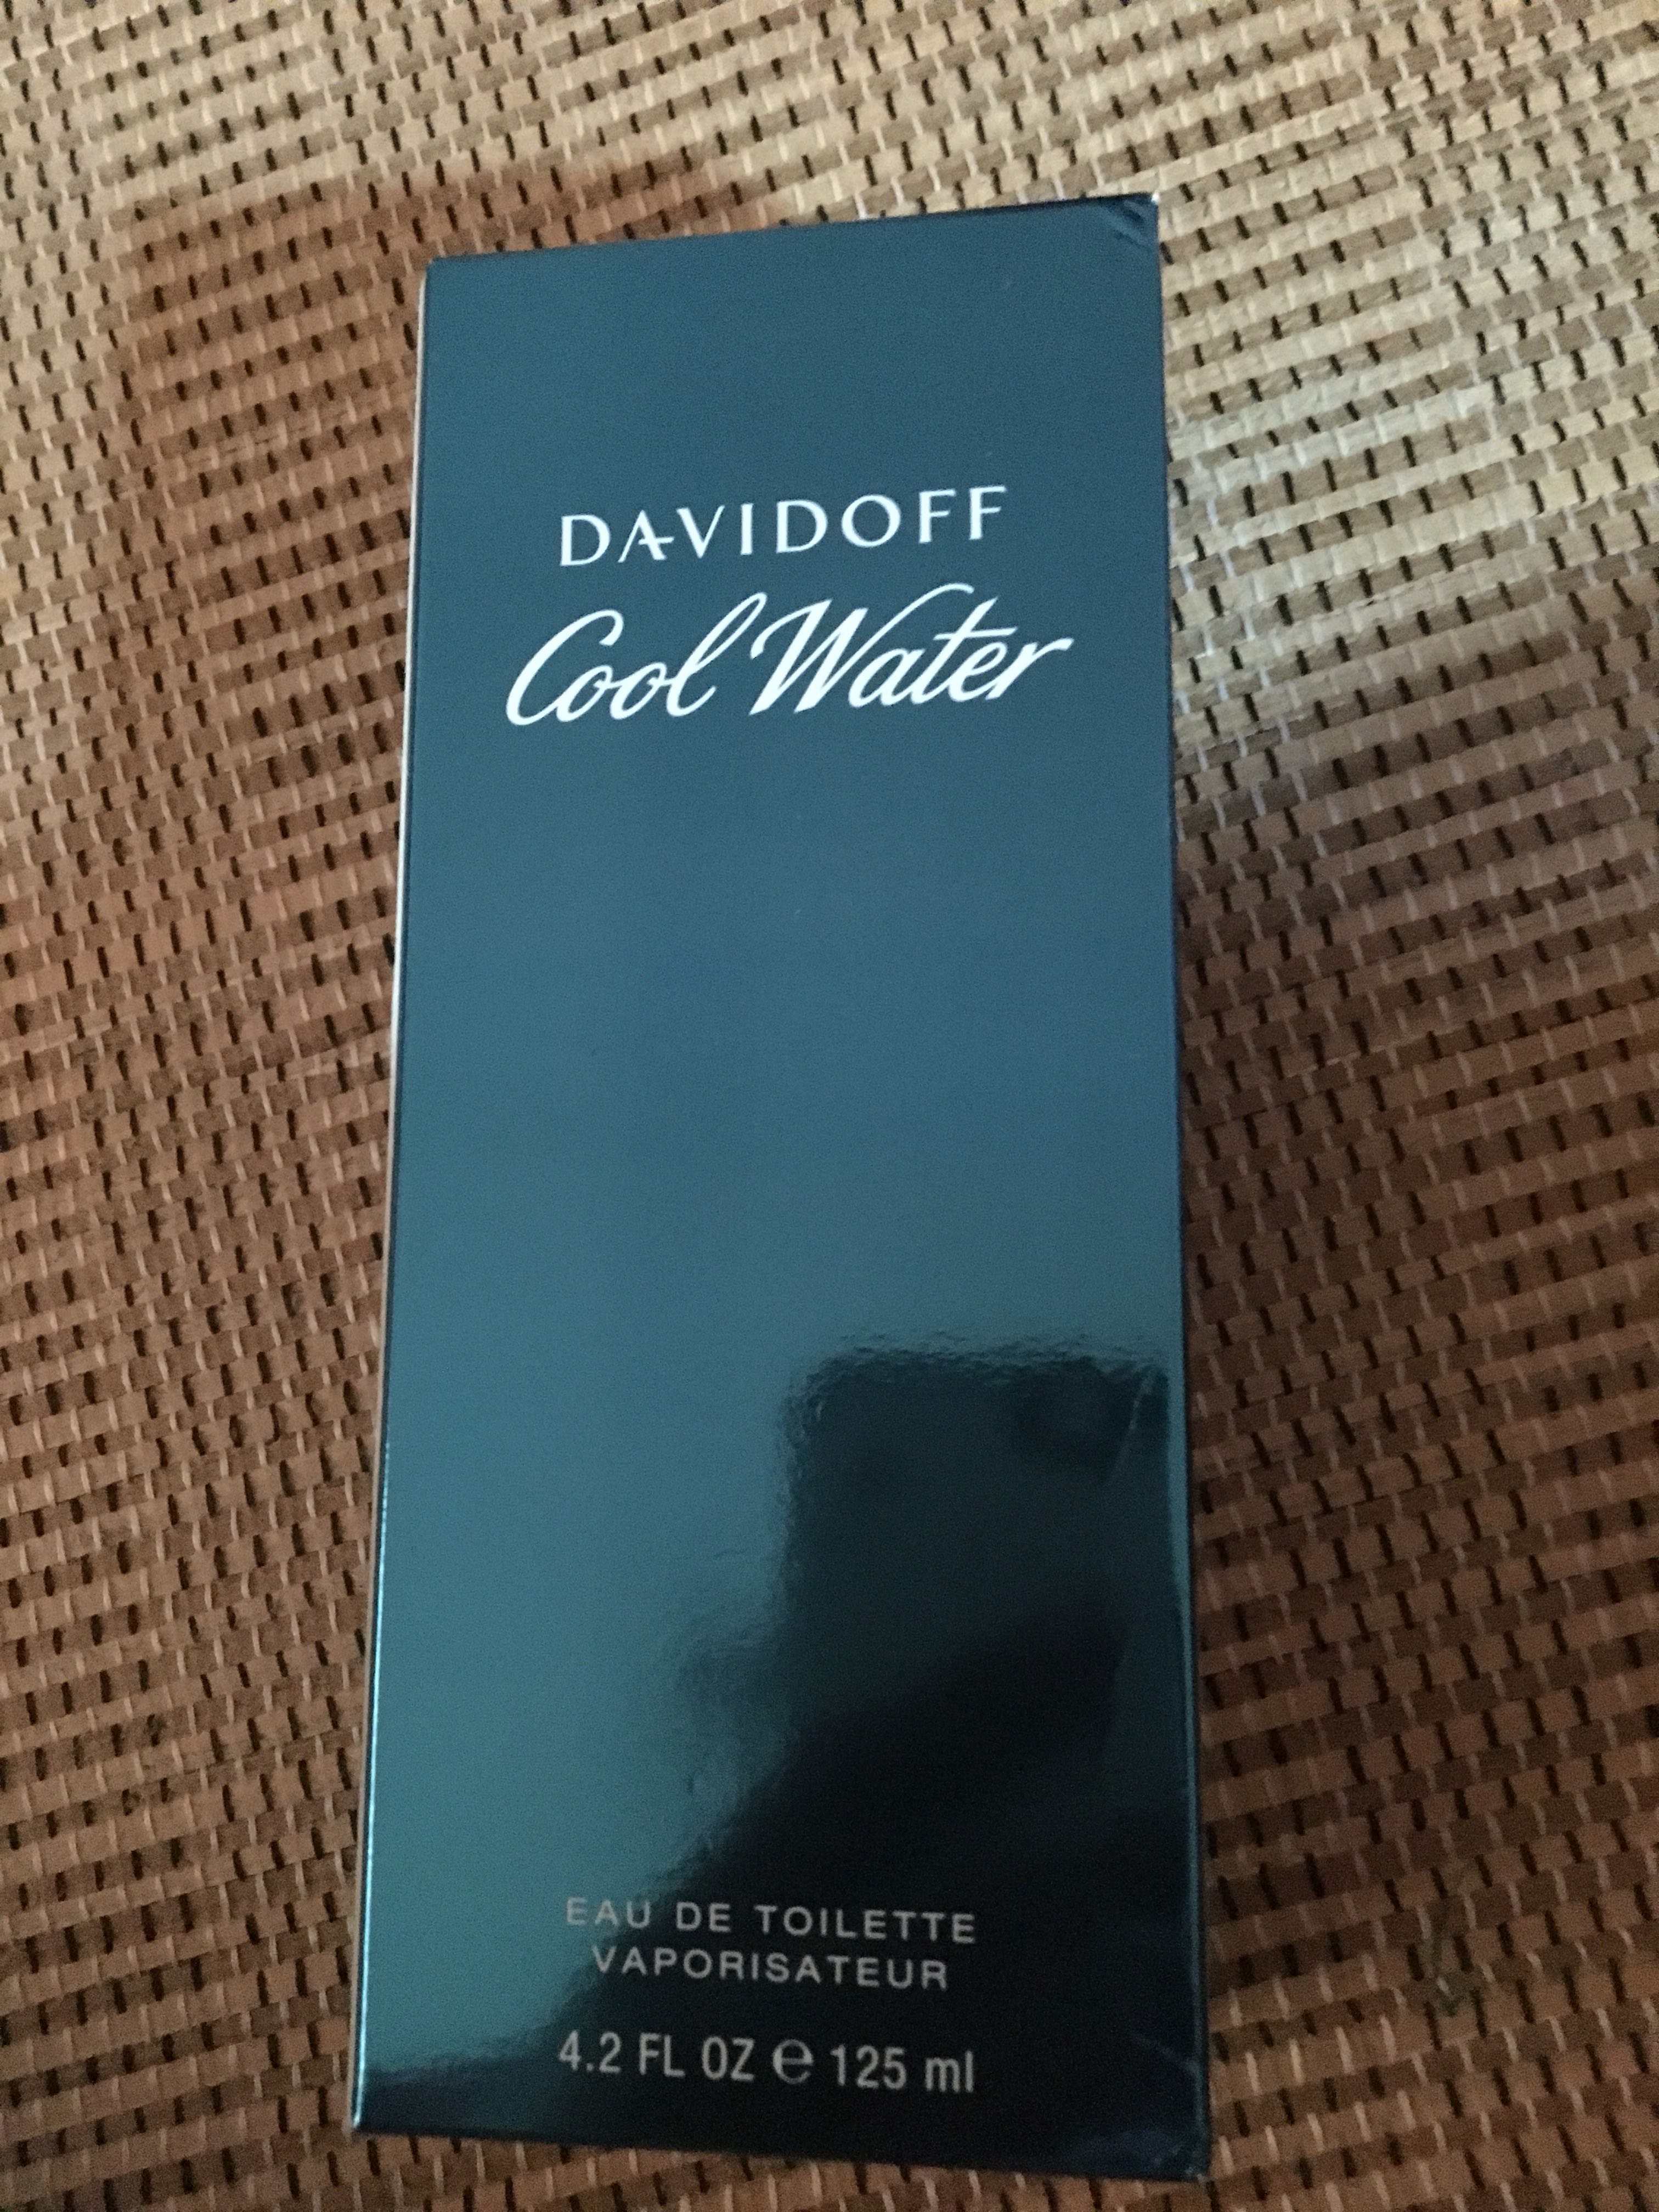 DAVIDOFF
Cool Water
EAU DE TOILETTE
VAPORISATEUR
4.2 FL OZ ℮ 125 ml